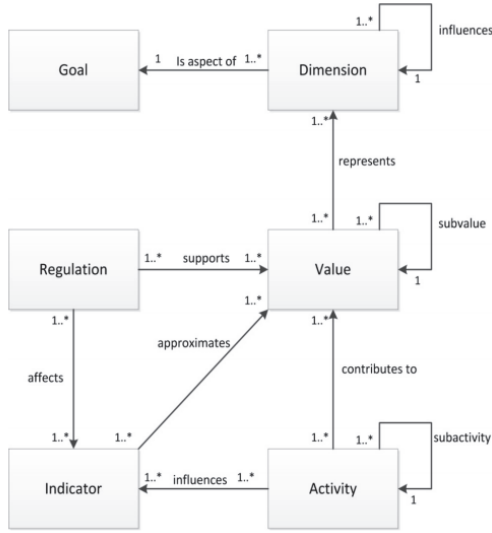 1..*
influences
Goal
1 Is aspect of 1..*
Dimension
1
1..*
represents
1..*
1..*
subvalue
Regulation
1..* supports 1..*
Value
1
1..*
1..*
1..*
approximates
affects
contributes to
1..*
1..*
1..*
1..*
subactivity
Indicator
1..* influences 1..*
Activity
1